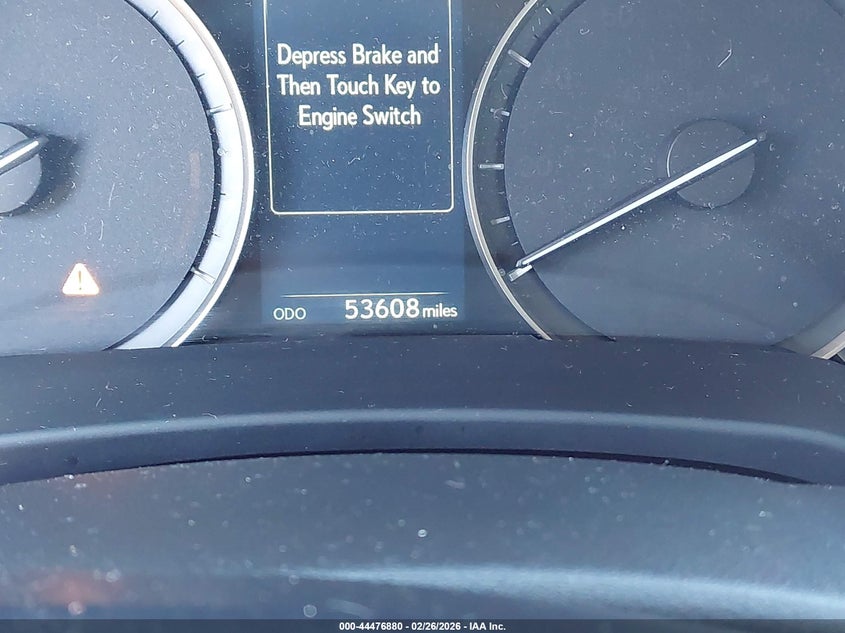 Depress Brake and
Then Touch Key to
Engine Switch
ODO 53608 miles
000-44476880 - 02/26/2026 - IAA Inc.